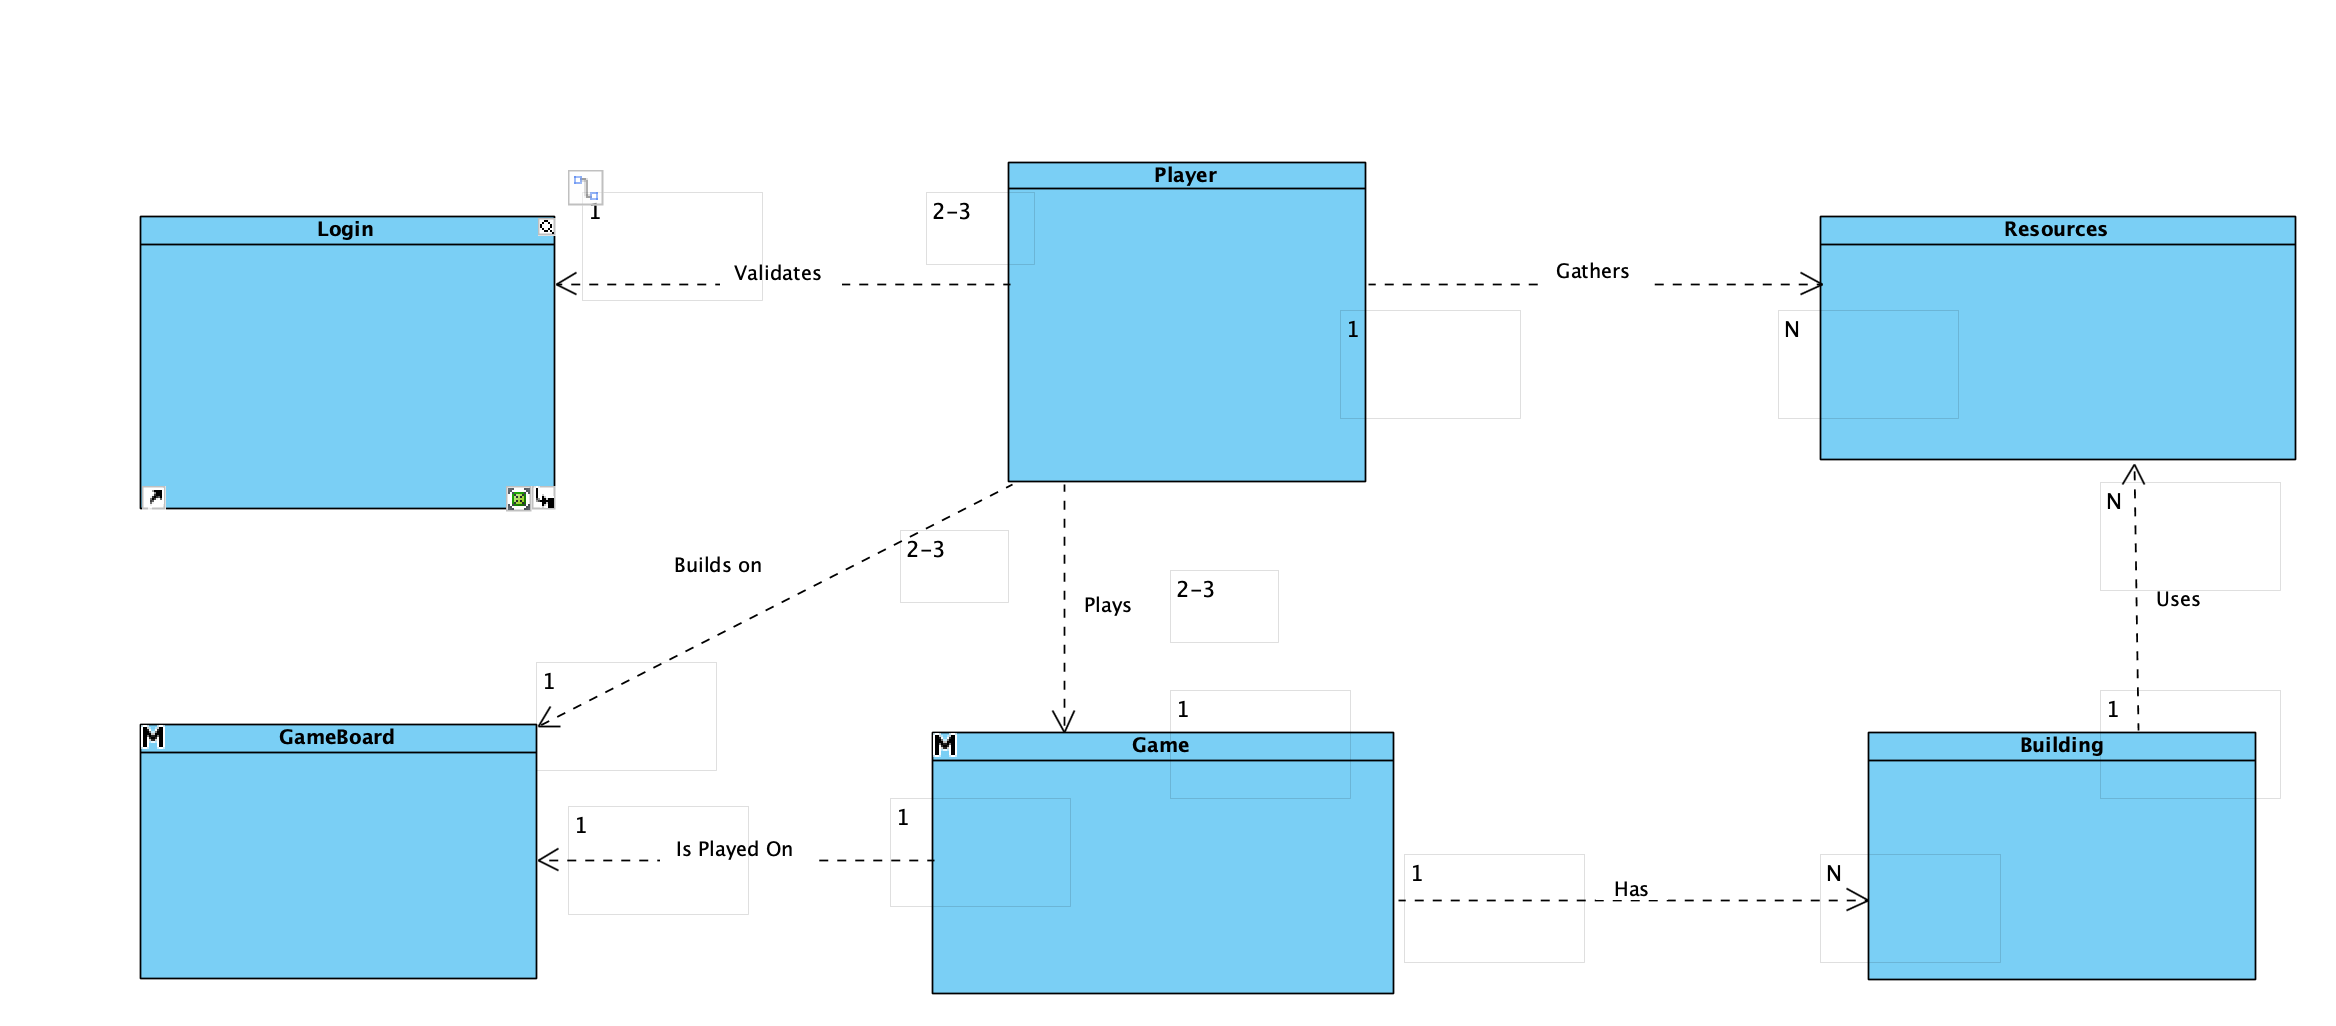 Player
1
2-3
Login
Resources
Validates
Gathers
1
N
N
2-3
Builds on
2-3
Plays
Uses
1
1
1
M
GameBoard
M
Game
Building
1
1
Is Played On
1
Has
N